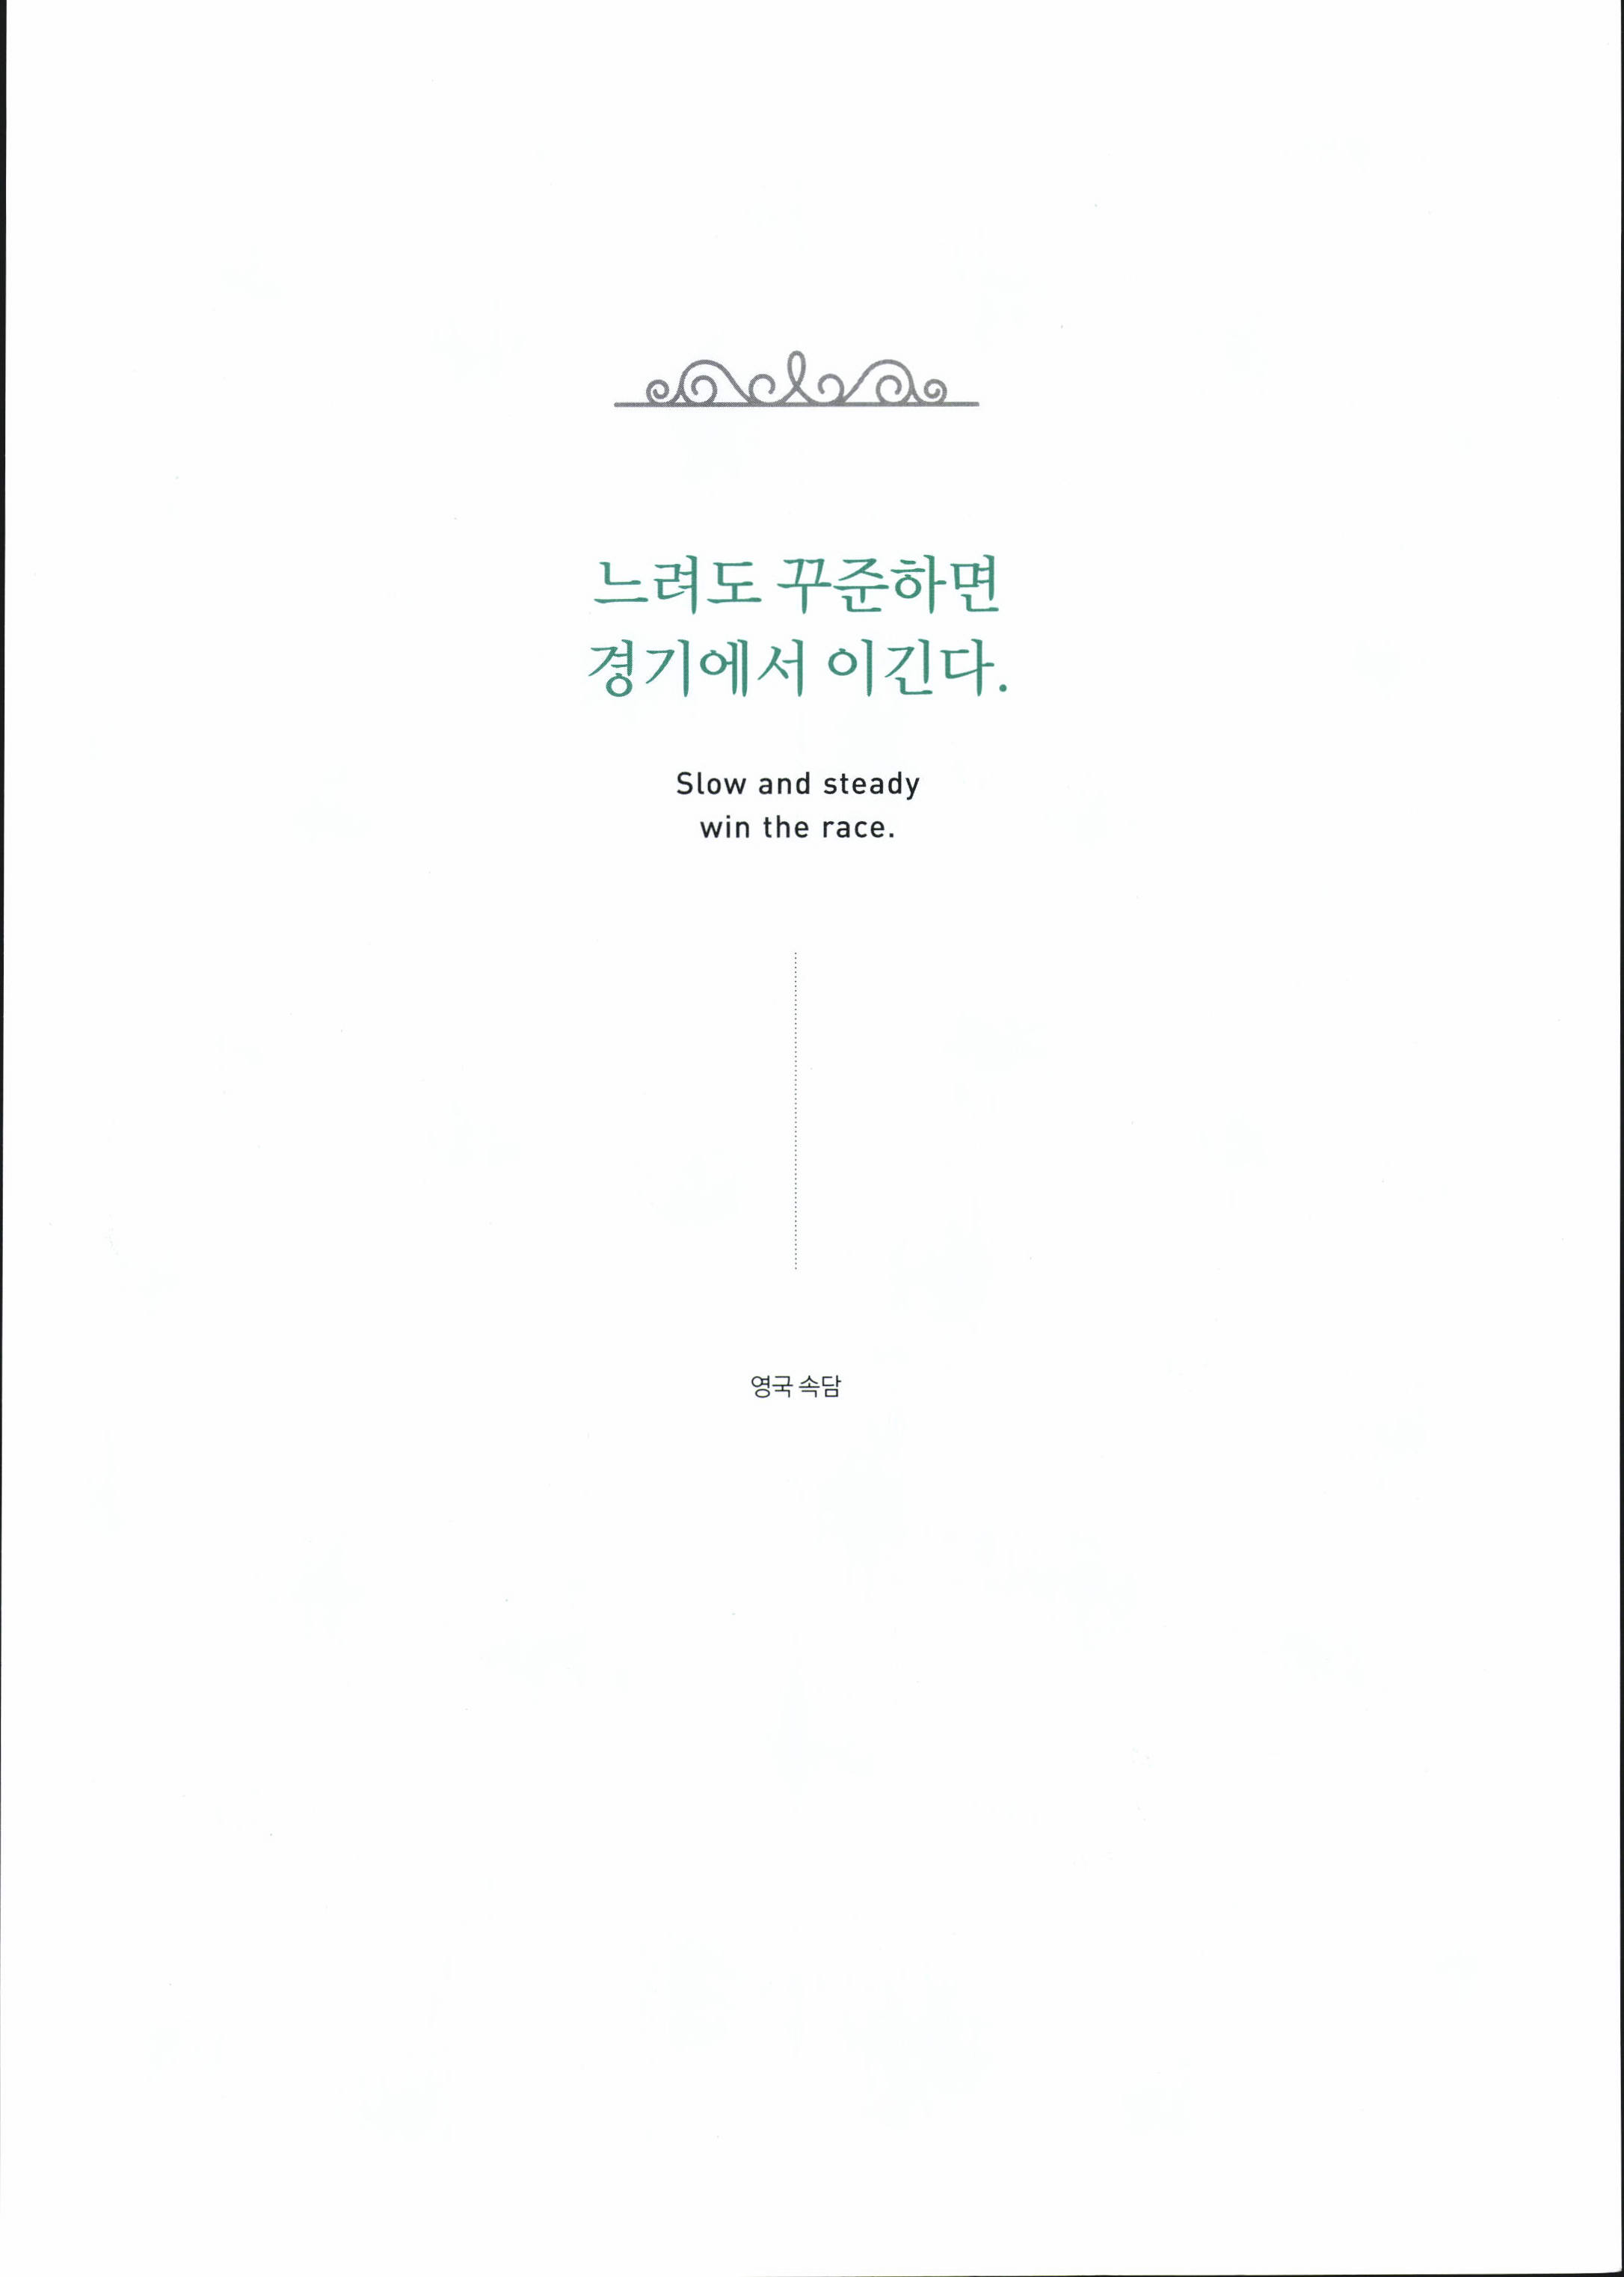 느려도 꾸준하면
경기에서 이긴다.
Slow and steady
win the race.
영국 속담